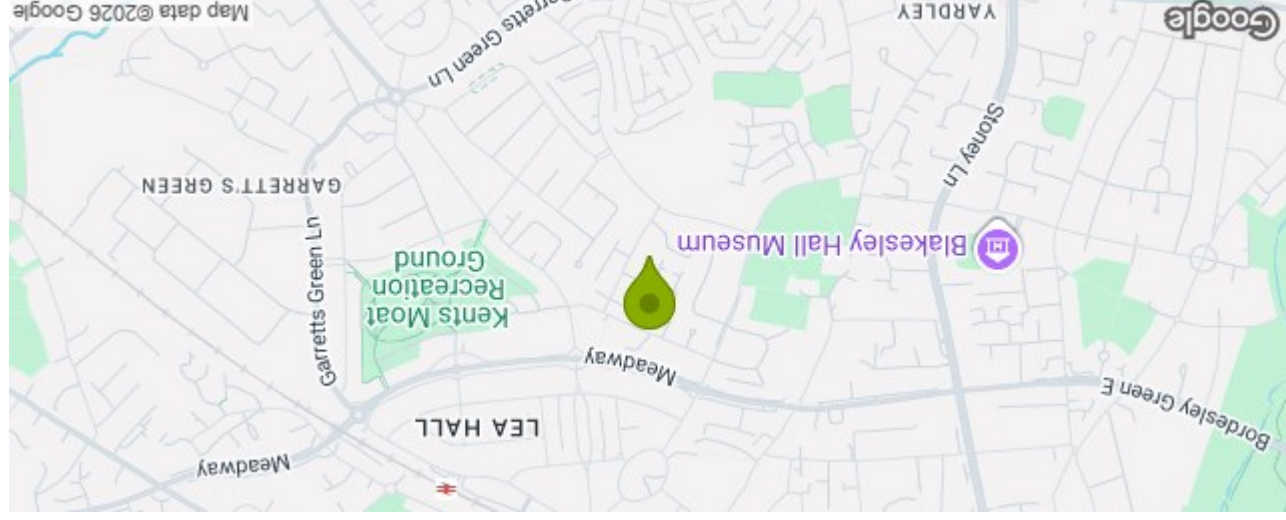 Meadway
LEA HALL
Bordesley Green E
Meadway
Garretts Green Ln
Kents Moat
Recreation
Ground
Blakesley Hall Museum
GARRETT'S GREEN
Stoney Ln
Garretts Green Ln
YARDLEY
Google
Map data ©2026 Google